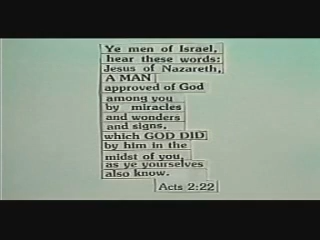 Ye men of Israel,
hear these words:
Jesus of Nazareth,
A MAN
approved of God
among you
by miracles
and wonders
and signs,
which GOD DID
by him in the
midst of you,
as ye yourselves
also know.
Acts 2:22